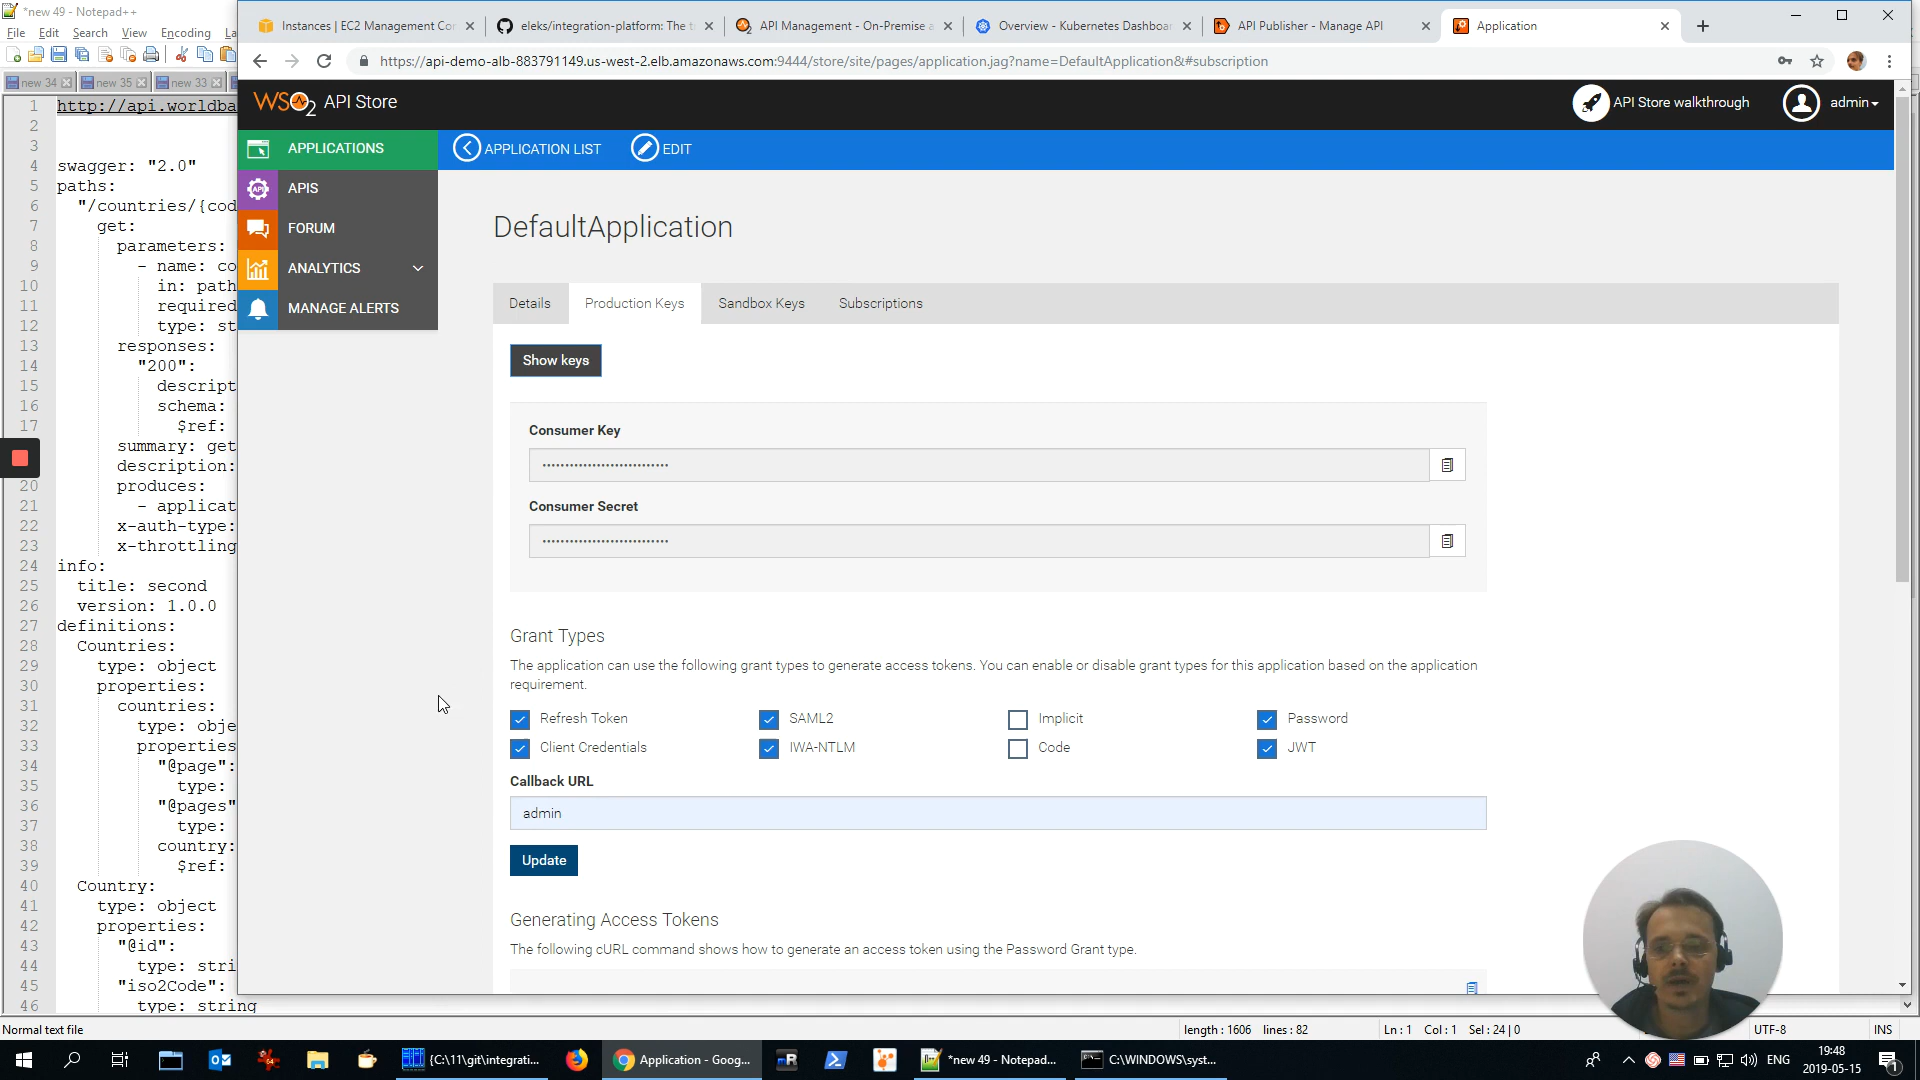 *new 49 - Notepad++
File Edit Search View Encoding La
new 34 new 35 new 33
1 http://api.worldba
2
3
4 swagger: "2.0"
5 paths:
6 "/countries/{cod
7 get:
8 parameters:
9 - name: co
10 in: path
11 required
12 type: st
13 responses:
14 "200":
15 descript
16 schema:
17 $ref:
summary: get
description:
20 produces:
21 - applicat
22 x-auth-type:
23 x-throttling
24 info:
25 title: second
26 version: 1.0.0
27 definitions:
28 Countries:
29 type: object
30 properties:
31 countries:
32 type: obje
33 properties
34 "@page":
35 type:
36 "@pages"
37 type:
38 country:
39 $ref:
40 Country:
41 type: object
42 properties:
43 "@id":
44 type: stri
45 "iso2Code":
46 type: string
Instances | EC2 Management Con
eleks/integration-platform: The t
API Management - On-Premise a
Overview - Kubernetes Dashboar
API Publisher - Manage API
Application
https://api-demo-alb-883791149.us-west-2.elb.amazonaws.com:9444/store/site/pages/application.jag?name=DefaultApplication&#subscription
WSO2 API Store
API Store walkthrough
admin
APPLICATIONS
APIS
FORUM
ANALYTICS
MANAGE ALERTS
APPLICATION LIST
EDIT
DefaultApplication
Details Production Keys Sandbox Keys Subscriptions
Show keys
Consumer Key
Consumer Secret
Grant Types
The application can use the following grant types to generate access tokens. You can enable or disable grant types for this application based on the application
requirement.
Refresh Token SAML2 Implicit Password
Client Credentials IWA-NTLM Code JWT
Callback URL
admin
Update
Generating Access Tokens
The following cURL command shows how to generate an access token using the Password Grant type.
Normal text file
length : 1606 lines : 82
Ln : 1 Col : 1 Sel : 24 | 0
UTF-8
INS
{C:\11\git\integrati...
Application - Goog...
*new 49 - Notepad...
C:\WINDOWS\syst...
ENG
19:48
2019-05-15